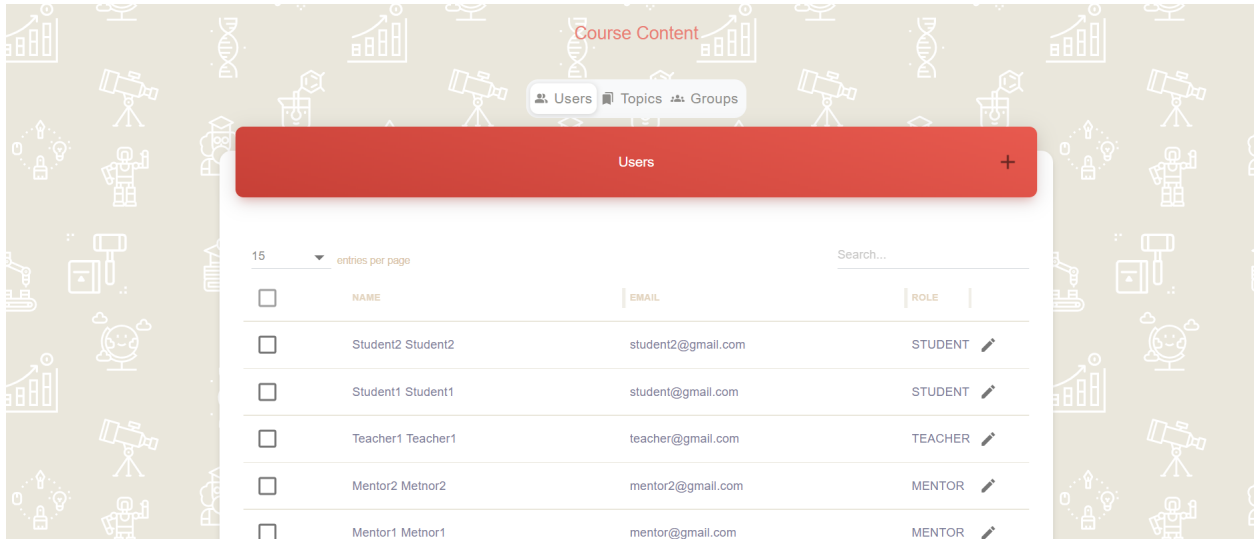 Course Content
Users Topics Groups
Users
15 entries per page Search...
NAME EMAIL ROLE
Student2 Student2 student2@gmail.com STUDENT
Student1 Student1 student@gmail.com STUDENT
Teacher1 Teacher1 teacher@gmail.com TEACHER
Mentor2 Metnor2 mentor2@gmail.com MENTOR
Mentor1 Metnor1 mentor@gmail.com MENTOR